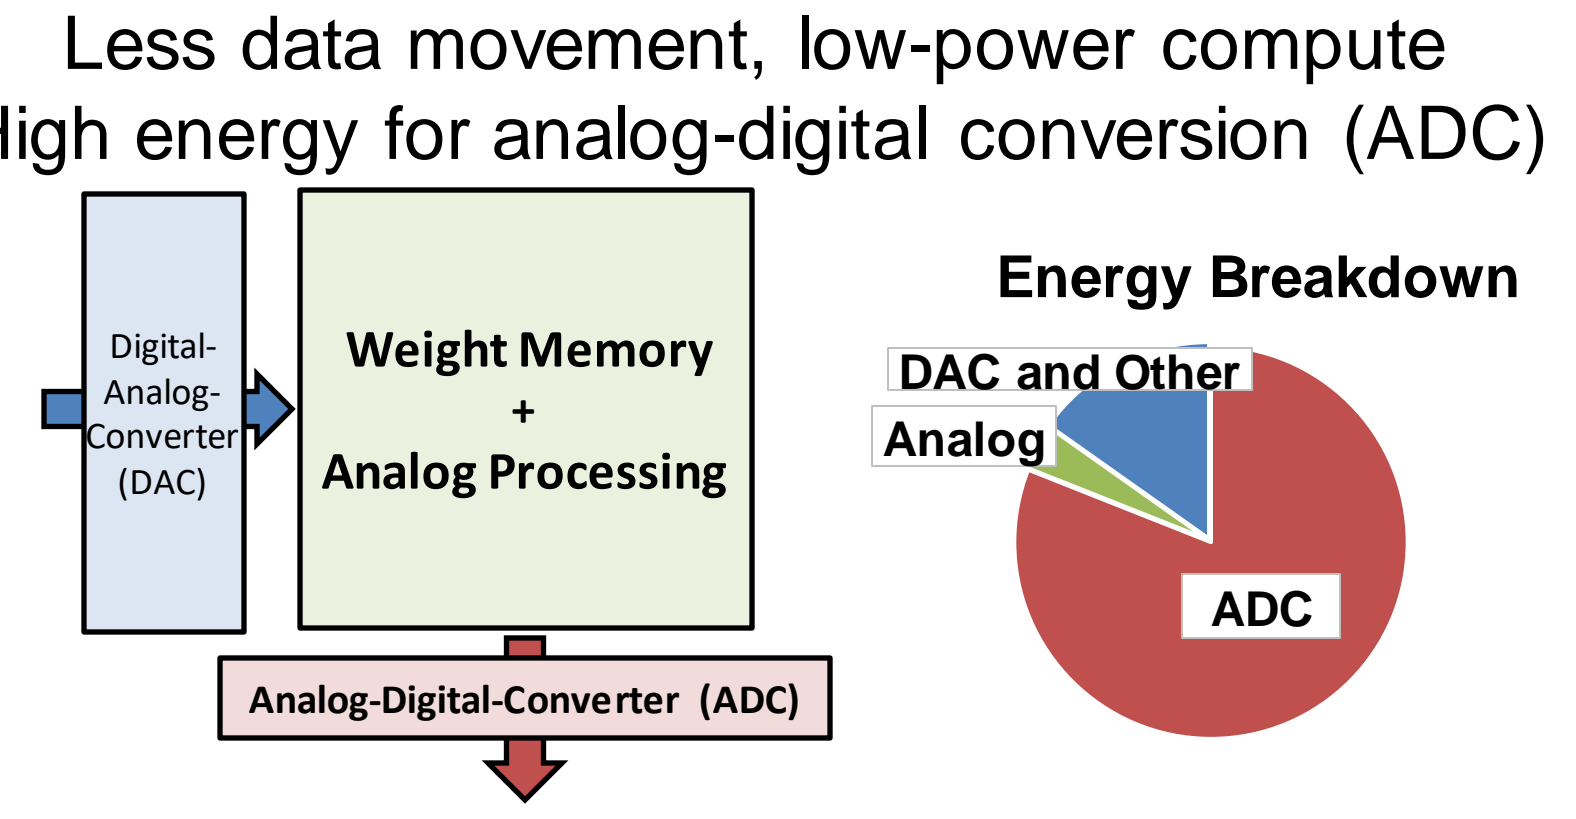 Less data movement, low-power compute
High energy for analog-digital conversion (ADC)
Digital-
Analog-
Converter
(DAC)
Weight Memory
+
Analog Processing
Analog-Digital-Converter (ADC)
Energy Breakdown
DAC and Other
Analog
ADC